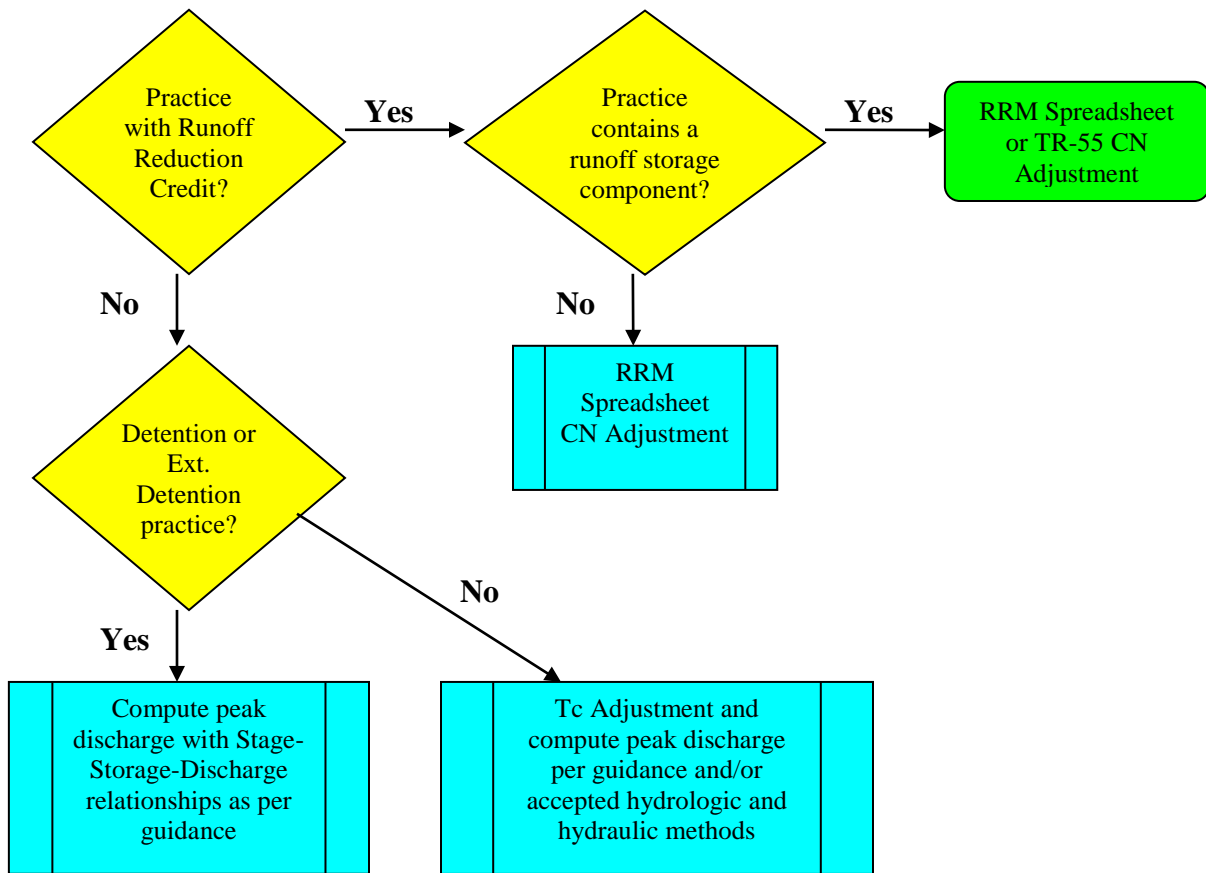 Practice
with Runoff
Reduction
Credit?
Yes
Practice
contains a
runoff storage
component?
Yes
RRM Spreadsheet
or TR-55 CN
Adjustment
No
No
RRM
Spreadsheet
CN Adjustment
Detention or
Ext.
Detention
practice?
No
Yes
Compute peak
discharge with Stage-
Storage-Discharge
relationships as per
guidance
Tc Adjustment and
compute peak discharge
per guidance and/or
accepted hydrologic and
hydraulic methods